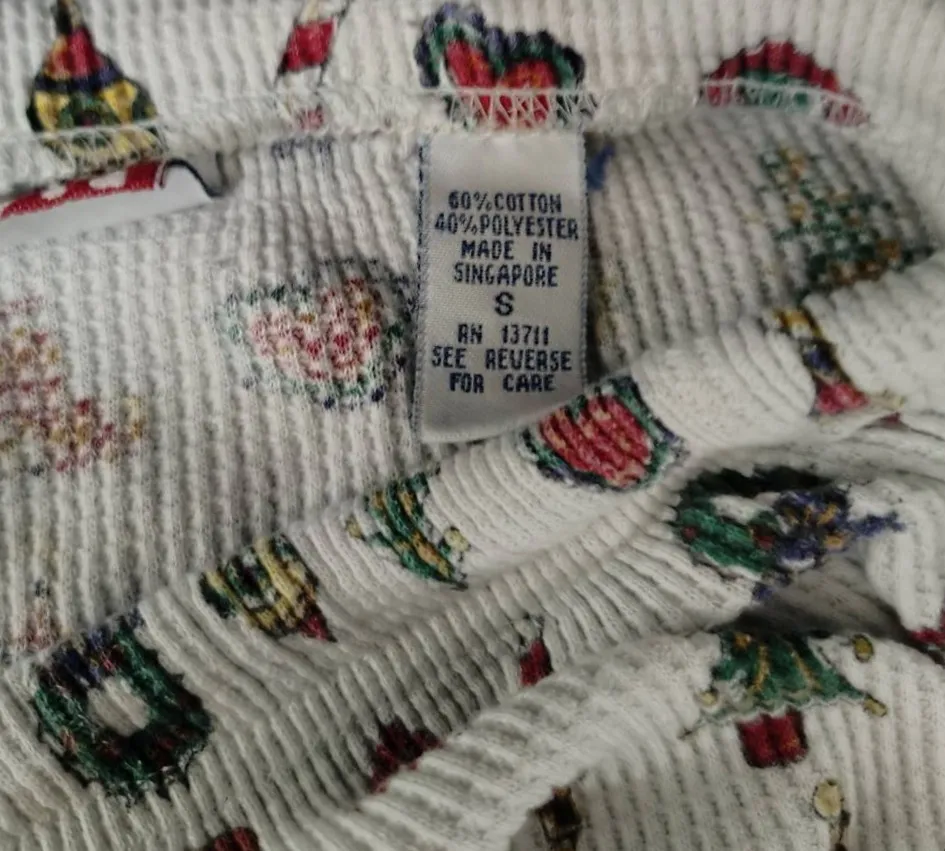 60%COTTON
40%POLYESTER
MADE IN
SINGAPORE
S
RN 13711
SEE REVERSE
FOR CARE